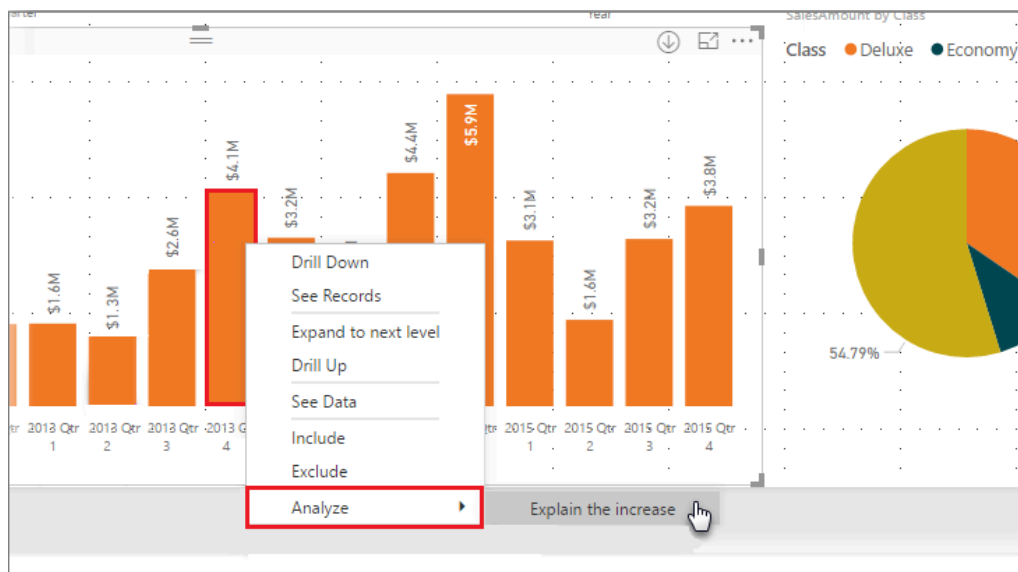 Year
SalesAmount by Class
Class Deluxe Economy
$1.6M
$1.3M
$2.6M
$4.1M
$3.2M
$4.4M
$5.9M
$3.1M
$1.6M
$3.2M
$3.8M
54.79%
2013 Qtr 1
2013 Qtr 2
2013 Qtr 3
2013 4
2015 Qtr 1
2015 Qtr 2
2015 Qtr 3
2015 Qtr 4
Drill Down
See Records
Expand to next level
Drill Up
See Data
Include
Exclude
Analyze
Explain the increase